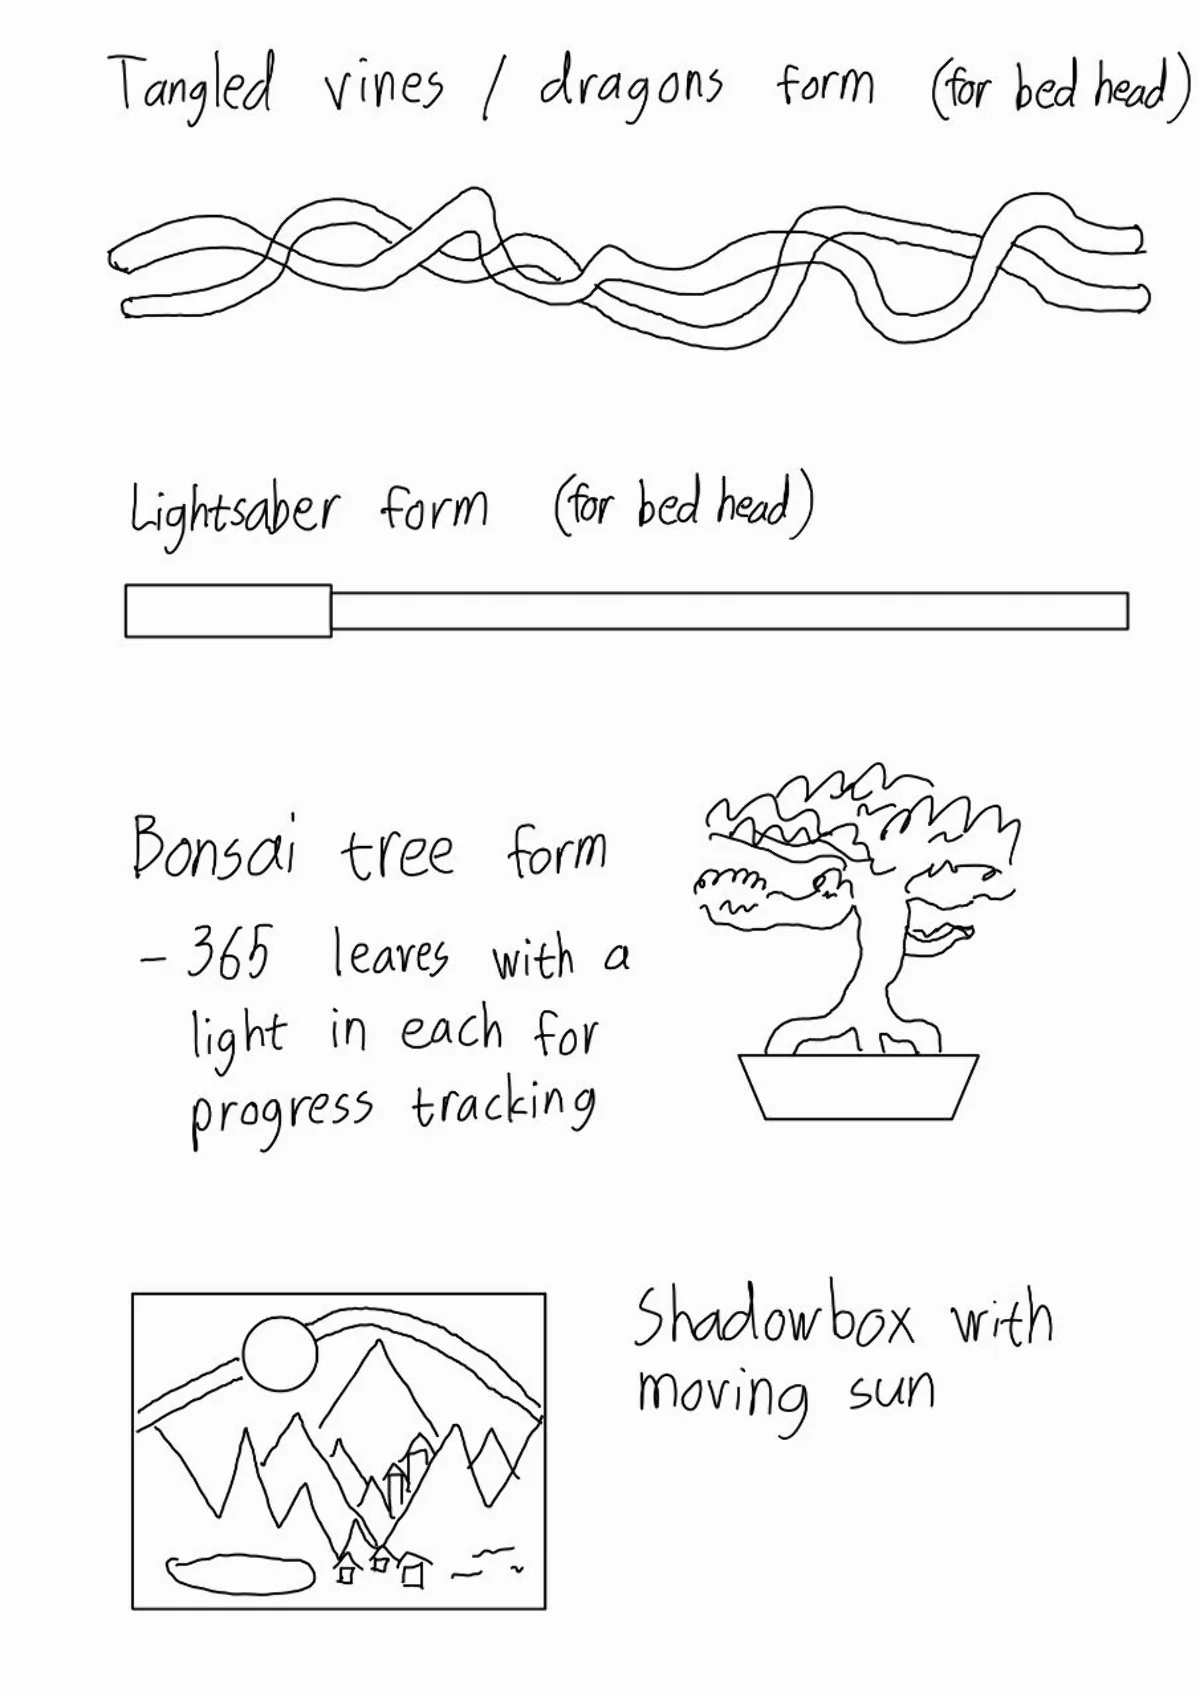 Tangled vines / dragons form (for bed head)
Lightsaber form (for bed head)
Bonsai tree form
- 365 leaves with a
light in each for
progress tracking
Shadowbox with
moving sun